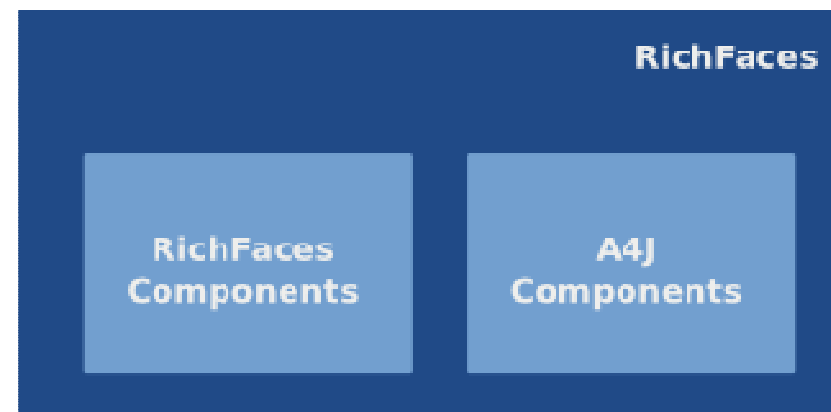 RichFaces
RichFaces
Components
A4J
Components